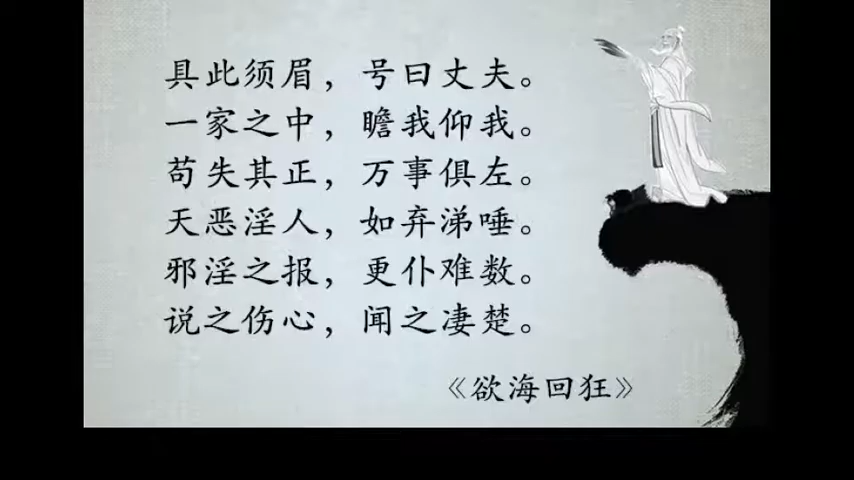 具此须眉，号曰丈夫。
一家之中，瞻我仰我。
苟失其正，万事俱左。
天恶淫人，如弃涕唾。
邪淫之报，更仆难数。
说之伤心，闻之凄楚。
《欲海回狂》